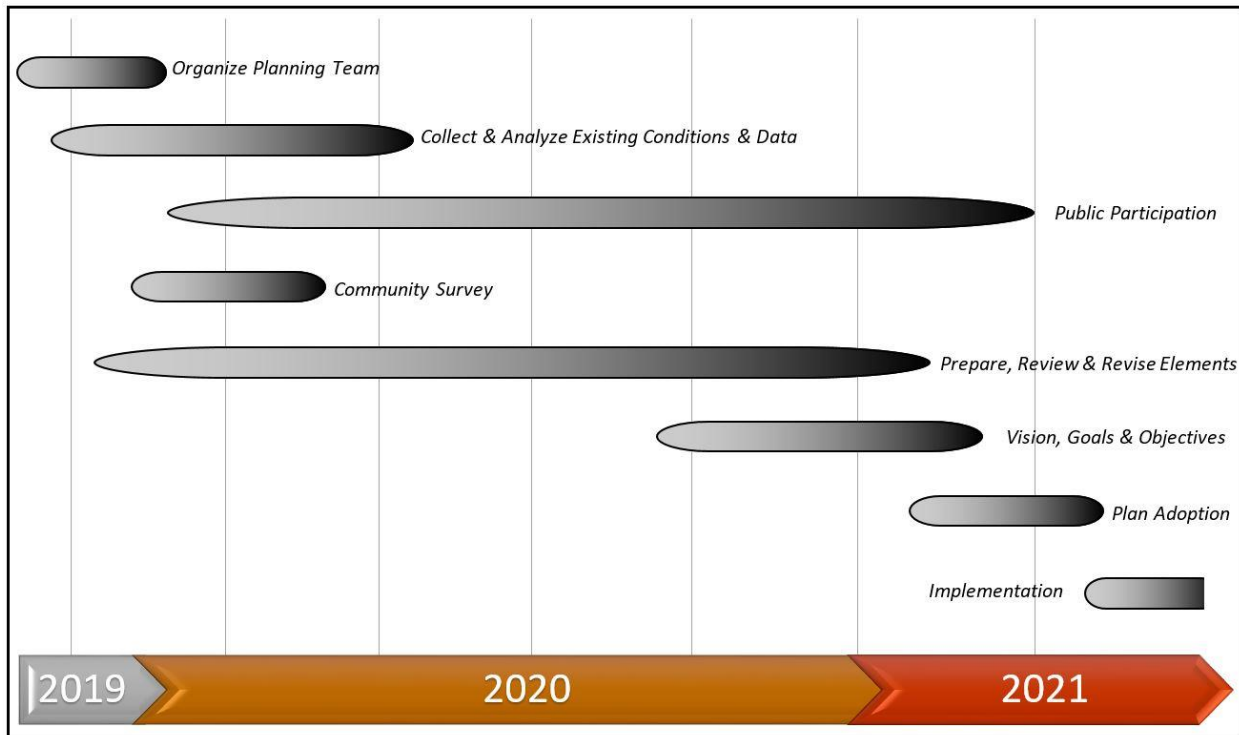 Organize Planning Team
Collect & Analyze Existing Conditions & Data
Public Participation
Community Survey
Prepare, Review & Revise Elements
Vision, Goals & Objectives
Plan Adoption
Implementation
2019
2020
2021